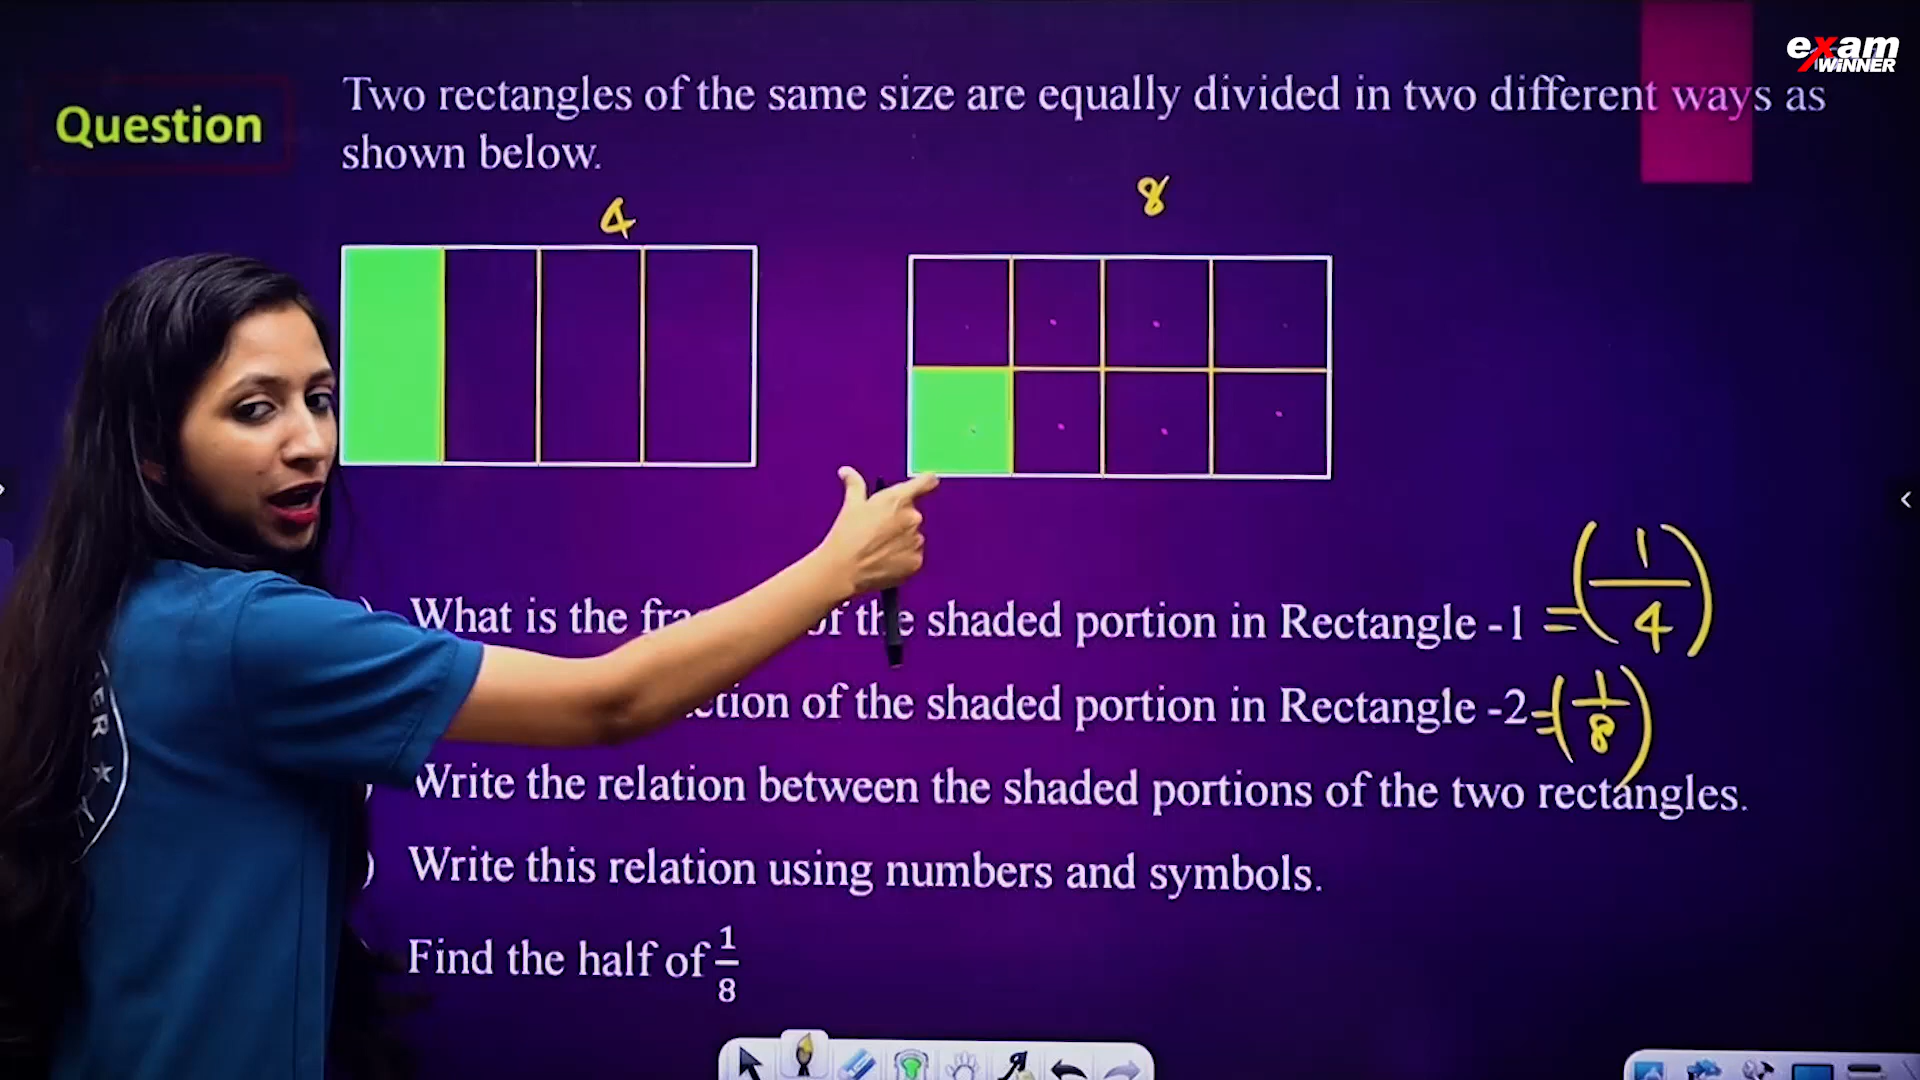 exam
WINNER
Question
Two rectangles of the same size are equally divided in two different ways as
shown below.
4
8
What is the of the shaded portion in Rectangle -1 = (1/4)
of the shaded portion in Rectangle -2 = (1/8)
Write the relation between the shaded portions of the two rectangles.
) Write this relation using numbers and symbols.
Find the half of 1/8